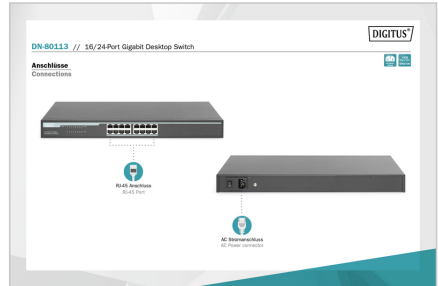 DIGITUS®
DN-80113 // 16/24-Port Gigabit Desktop Switch
Anschlüsse
Connections
RJ-45 Anschluss
RJ-45 Port
AC Stromanschluss
AC Power connector